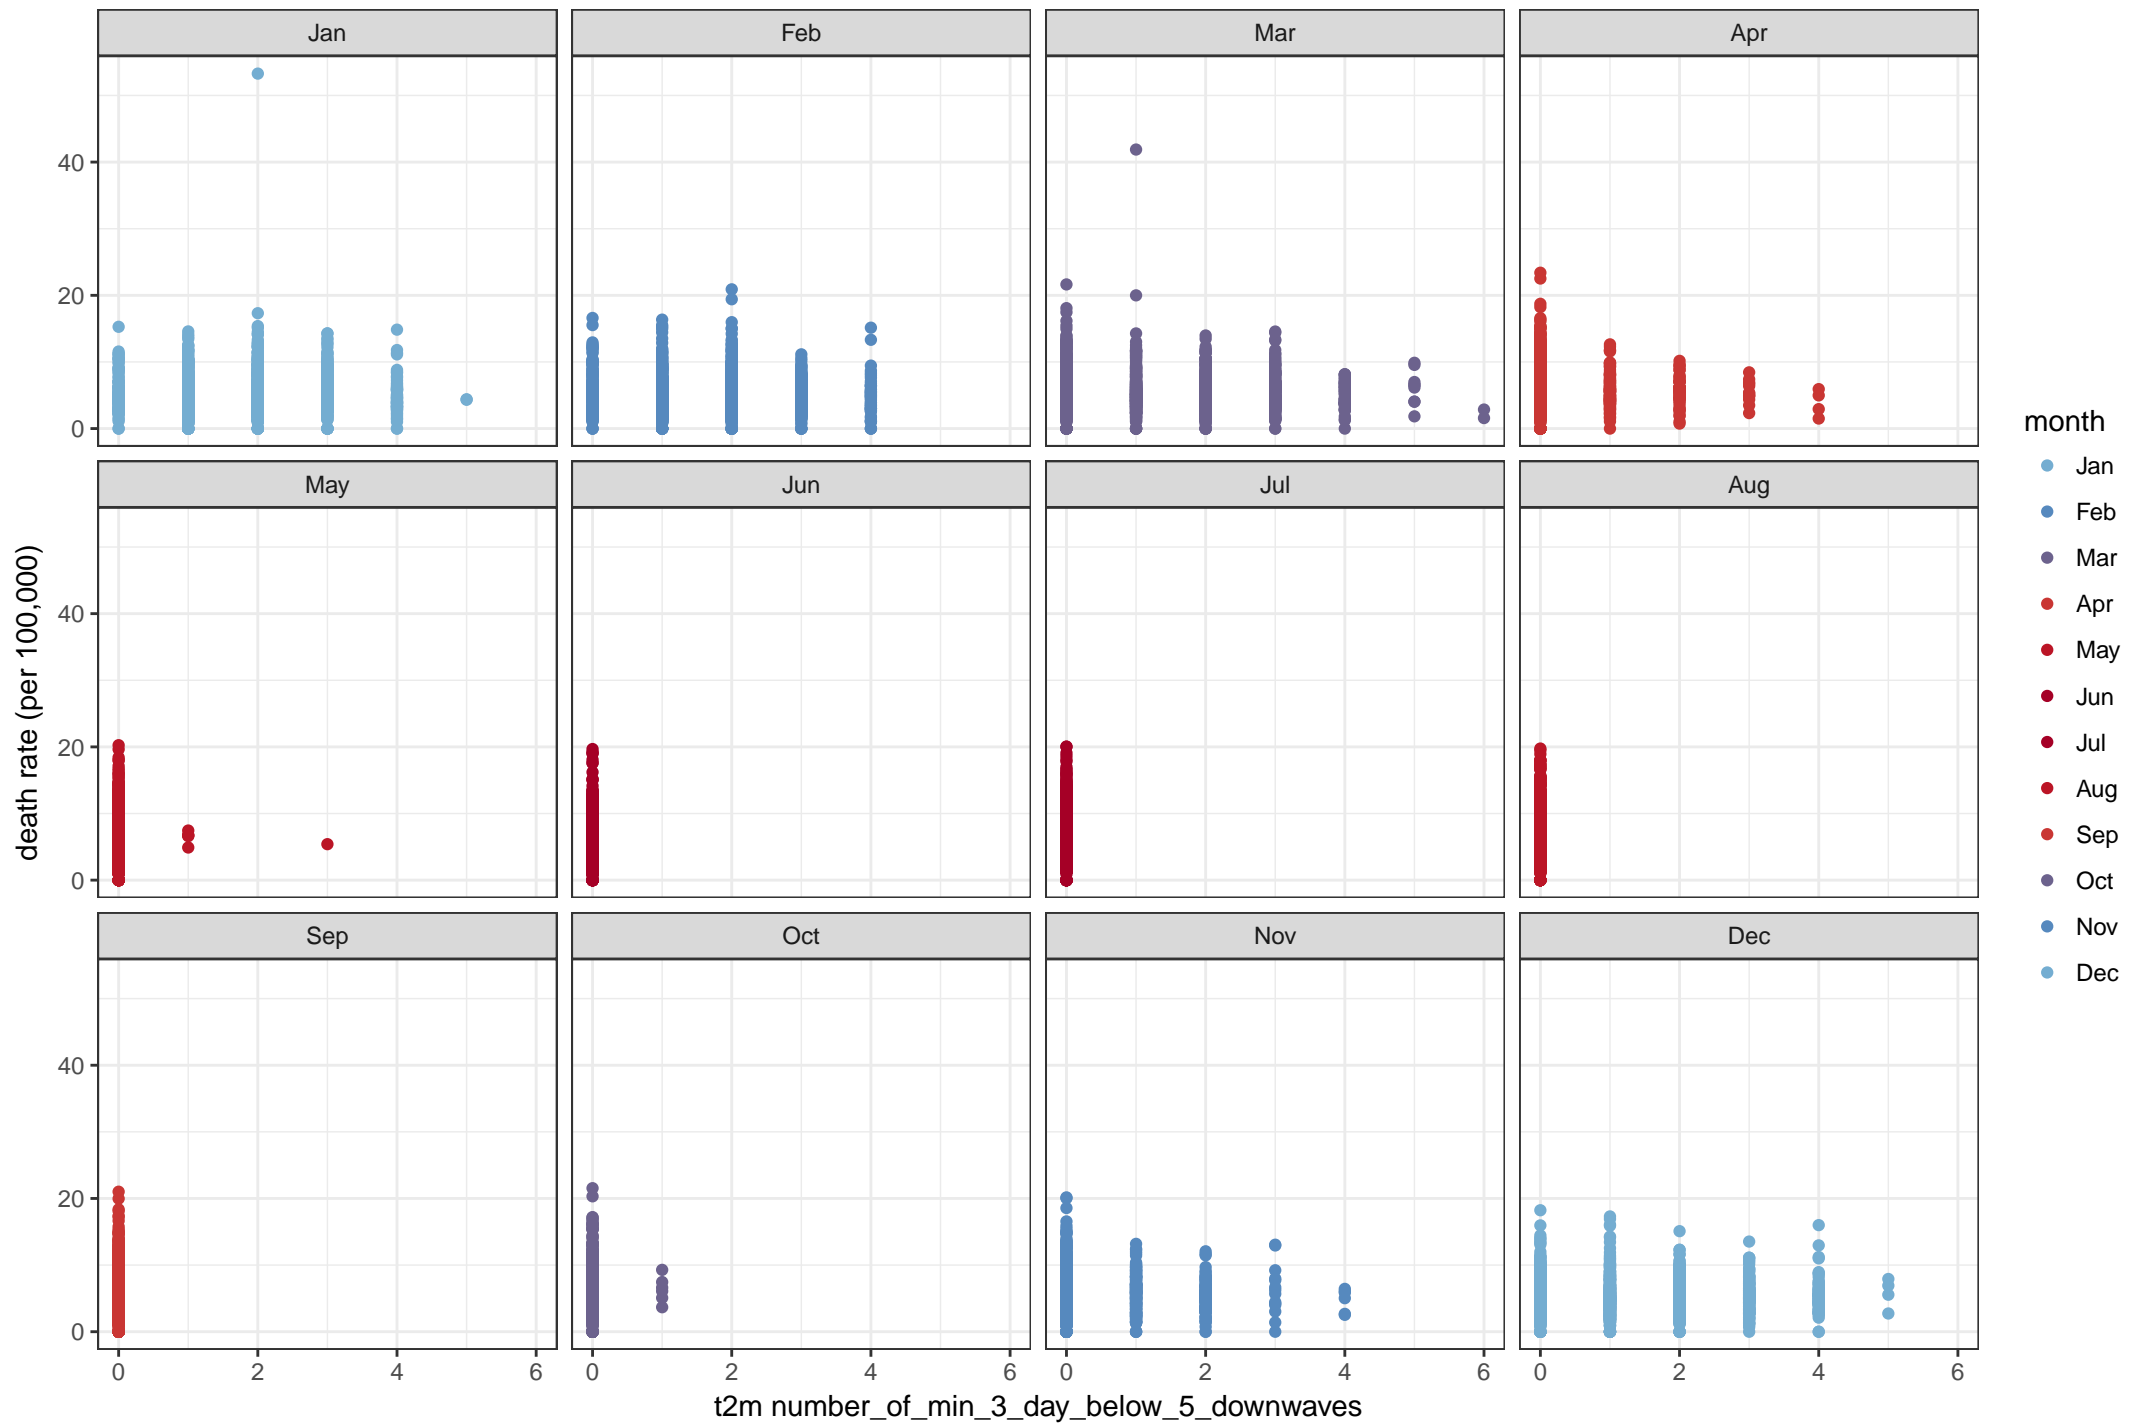 Jan Feb Mar Apr
40
20
0
May Jun Jul Aug
40
20
0
Sep Oct Nov Dec
40
20
0
0 2 4 6 0 2 4 6 0 2 4 6 0 2 4 6
t2m number_of_min_3_day_below_5_downwaves
death rate (per 100,000)
month
Jan
Feb
Mar
Apr
May
Jun
Jul
Aug
Sep
Oct
Nov
Dec